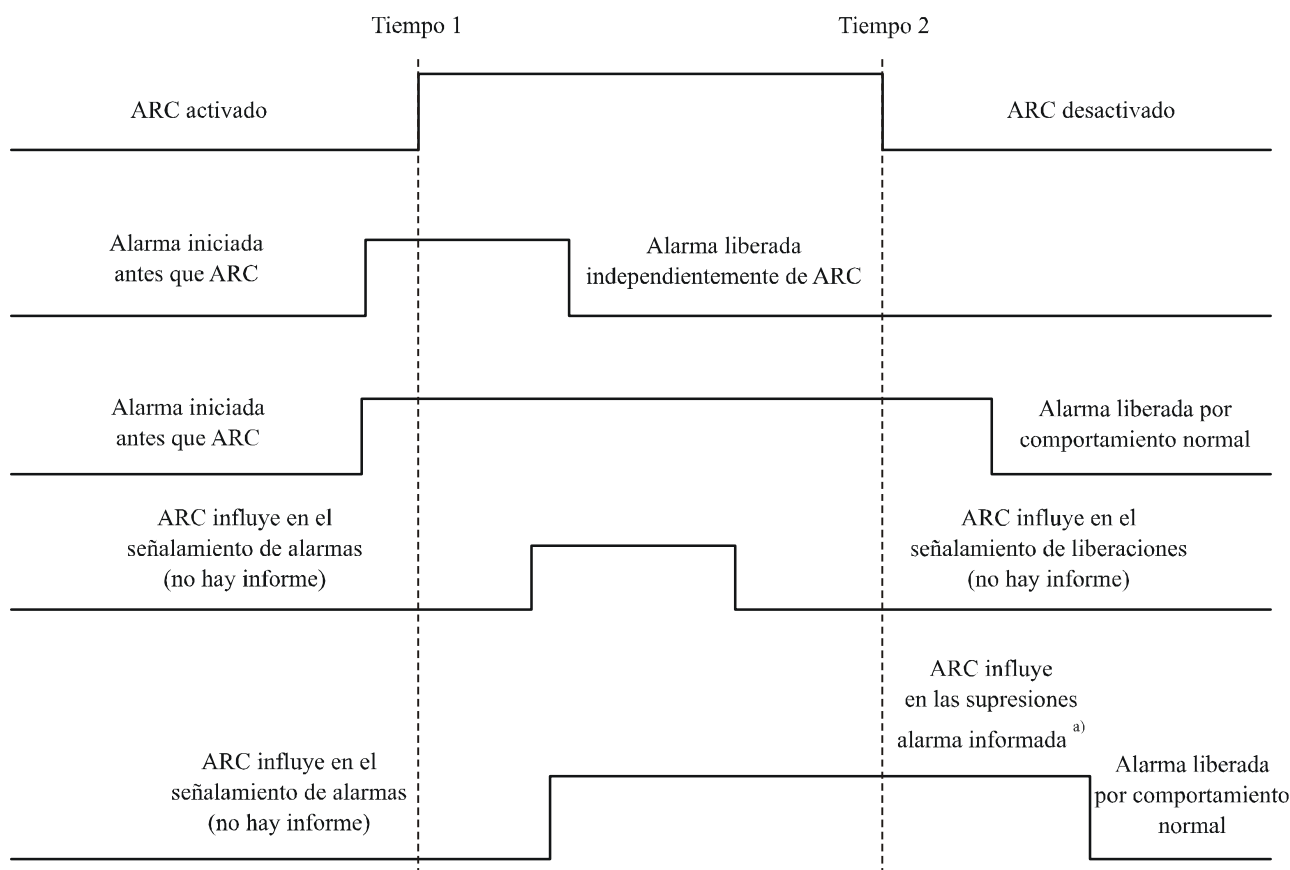 Tiempo 1
Tiempo 2
ARC activado
ARC desactivado
Alarma iniciada
antes que ARC
Alarma liberada
independientemente de ARC
Alarma iniciada
antes que ARC
Alarma liberada por
comportamiento normal
ARC influye en el
señalamiento de alarmas
(no hay informe)
ARC influye en el
señalamiento de liberaciones
(no hay informe)
ARC influye
en las supresiones
alarma informada a)
ARC influye en el
señalamiento de alarmas
(no hay informe)
Alarma liberada
por comportamiento
normal